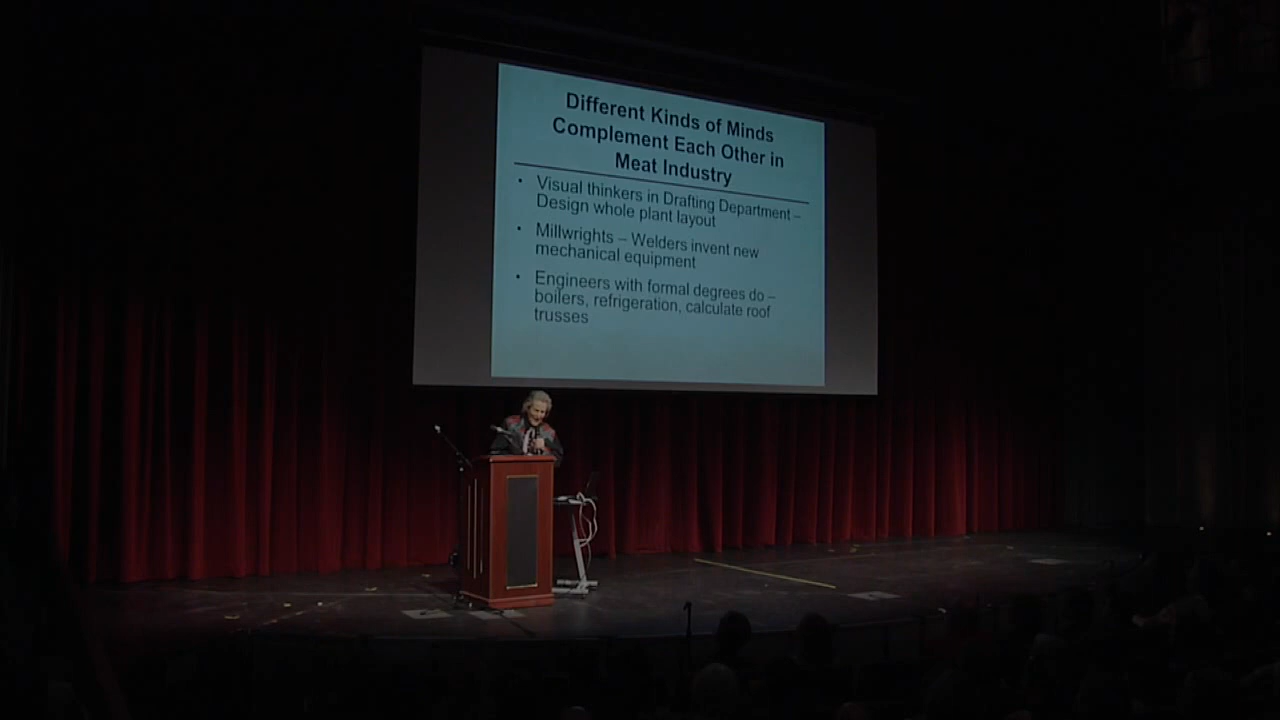 Different Kinds of Minds
Complement Each Other in
Meat Industry
• Visual thinkers in Drafting Department –
Design whole plant layout
• Millwrights – Welders invent new
mechanical equipment
• Engineers with formal degrees do –
boilers, refrigeration, calculate roof
trusses